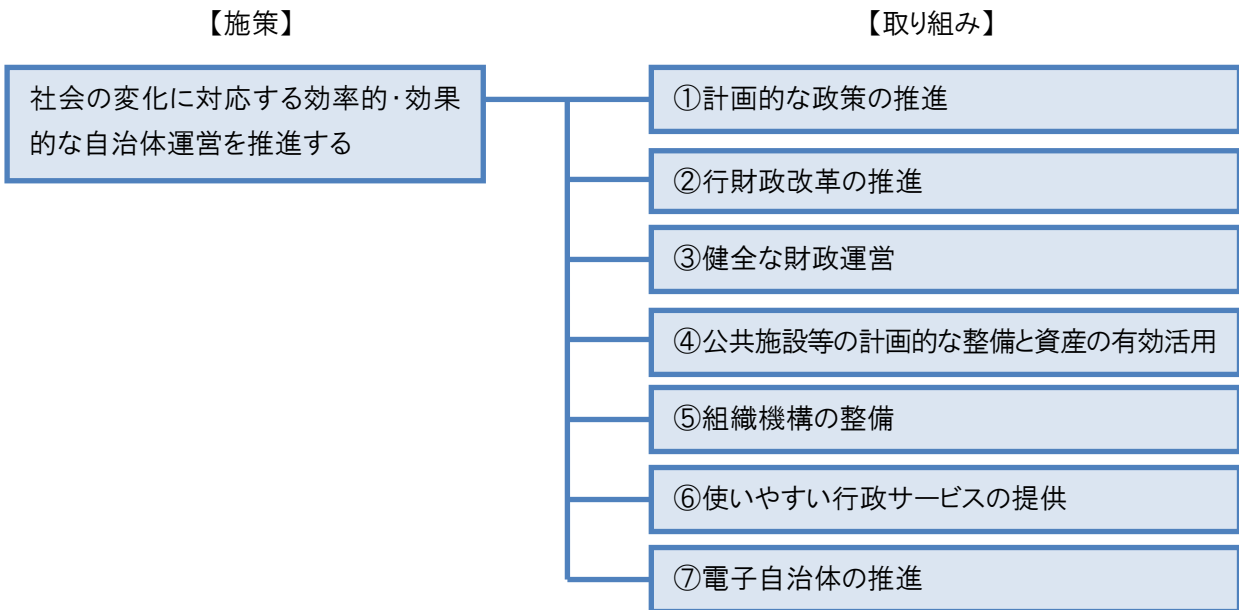 【施策】
【取り組み】
社会の変化に対応する効率的・効果
的な自治体運営を推進する
①計画的な政策の推進
②行財政改革の推進
③健全な財政運営
④公共施設等の計画的な整備と資産の有効活用
⑤組織機構の整備
⑥使いやすい行政サービスの提供
⑦電子自治体の推進